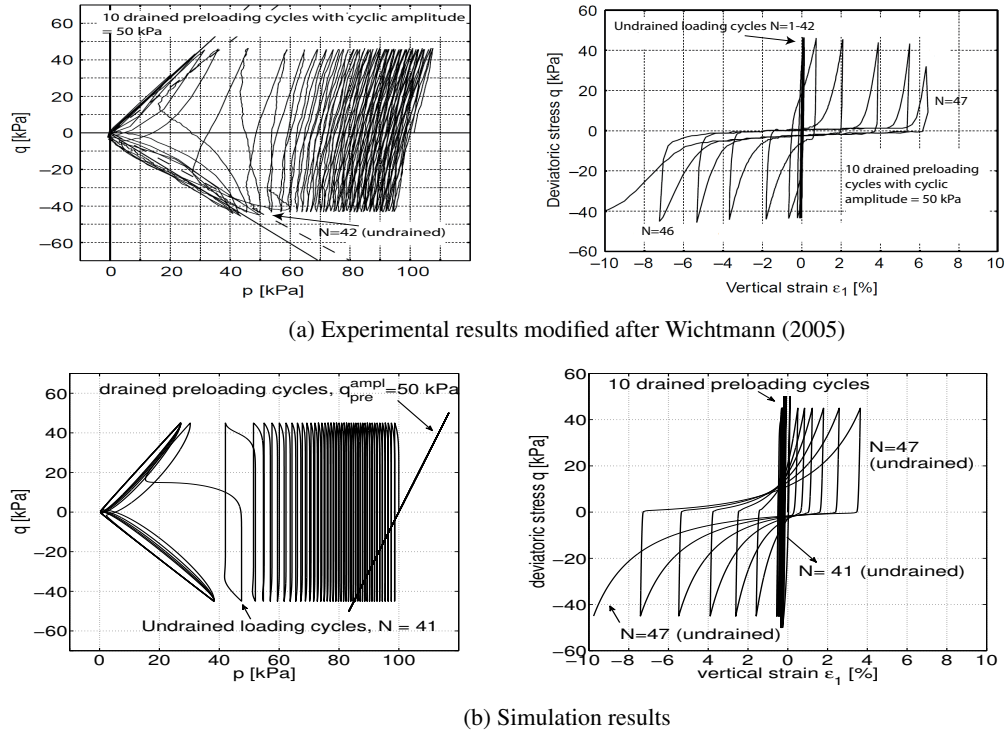 10 drained preloading cycles with cyclic amplitude
= 50 kPa
60
40
20
0
−20
−40
−60
q [kPa]
N=42 (undrained)
0
20
40
60
80
100
p [kPa]
60
40
20
0
−20
−40
−60
Deviatoric stress q [kPa]
Undrained loading cycles N=1-42
N=47
10 drained preloading
cycles with cyclic
amplitude = 50 kPa
N=46
−10
−8
−6
−4
−2
0
2
4
6
8
10
Vertical strain ε1 [%]
(a) Experimental results modified after Wichtmann (2005)
60
40
20
0
−20
−40
−60
q [kPa]
drained preloading cycles, q pre ampl =50 kPa
Undrained loading cycles, N = 41
0
20
40
60
80
100
p [kPa]
60
40
20
0
−20
−40
−60
deviatoric stress q [kPa]
10 drained preloading cycles
N=47
(undrained)
N= 41 (undrained)
N=47 (undrained)
−10
−8
−6
−4
−2
0
2
4
6
8
10
vertical strain ε1 [%]
(b) Simulation results